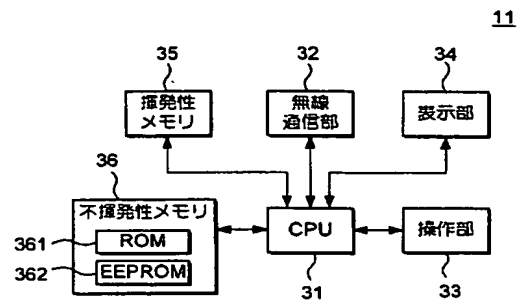 11
35
32
34
揮発性
メモリ
無線
通信部
表示部
36
不揮発性メモリ
361
ROM
362
EEPROM
CPU
操作部
31
33